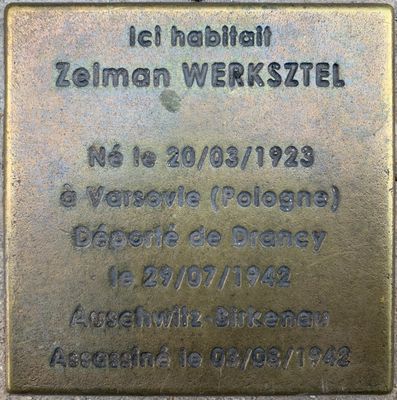 Ici habitait
Zelman WERKSZTEL
Né le 20/03/1923
à Varsovie (Pologne)
Déporté de Drancy
le 29/07/1942
Auschwitz-Birkenau
Assassiné le 03/08/1942